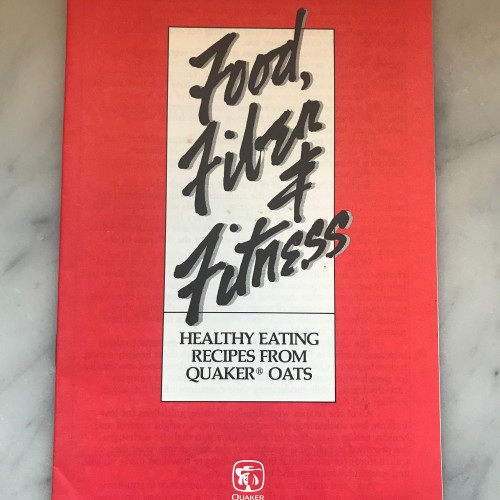 Food,
Fiber
&
Fitness
HEALTHY EATING
RECIPES FROM
QUAKER® OATS
QUAKER